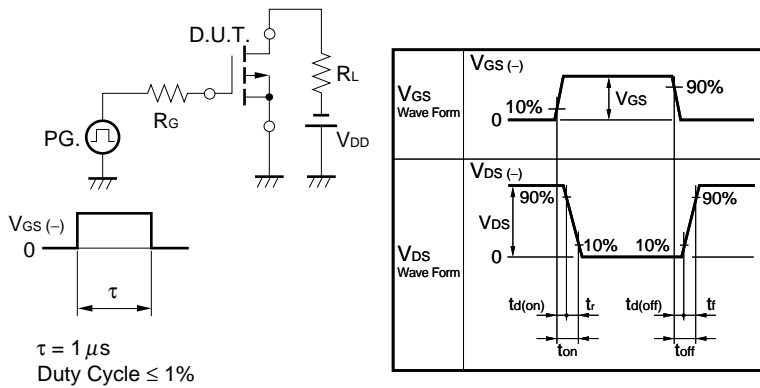 D.U.T.
RL
RG
PG.
VDD
VGS (−)
0
τ
τ = 1 μs
Duty Cycle ≤ 1%
VGS
Wave Form
VGS (−)
10%
VGS
90%
0
VDS
Wave Form
VDS (−)
90%
90%
VDS
10%
10%
0
td(on)
tr
td(off)
tf
ton
toff